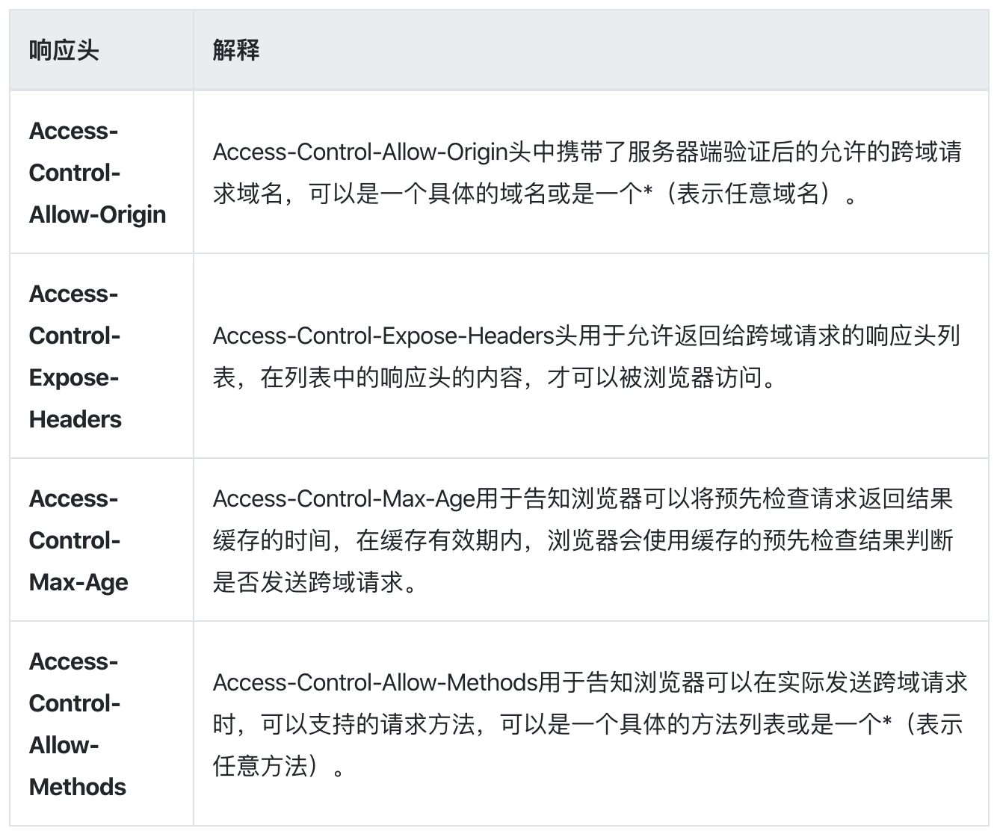 响应头
解释
Access-
Control-
Allow-Origin
Access-Control-Allow-Origin头中携带了服务器端验证后的允许的跨域请
求域名，可以是一个具体的域名或是一个*（表示任意域名）。
Access-
Control-
Expose-
Headers
Access-Control-Expose-Headers头用于允许返回给跨域请求的响应头列
表，在列表中的响应头的内容，才可以被浏览器访问。
Access-
Control-
Max-Age
Access-Control-Max-Age用于告知浏览器可以将预先检查请求返回结果
缓存的时间，在缓存有效期内，浏览器会使用缓存的预先检查结果判断
是否发送跨域请求。
Access-
Control-
Allow-
Methods
Access-Control-Allow-Methods用于告知浏览器可以在实际发送跨域请求
时，可以支持的请求方法，可以是一个具体的方法列表或是一个*（表示
任意方法）。